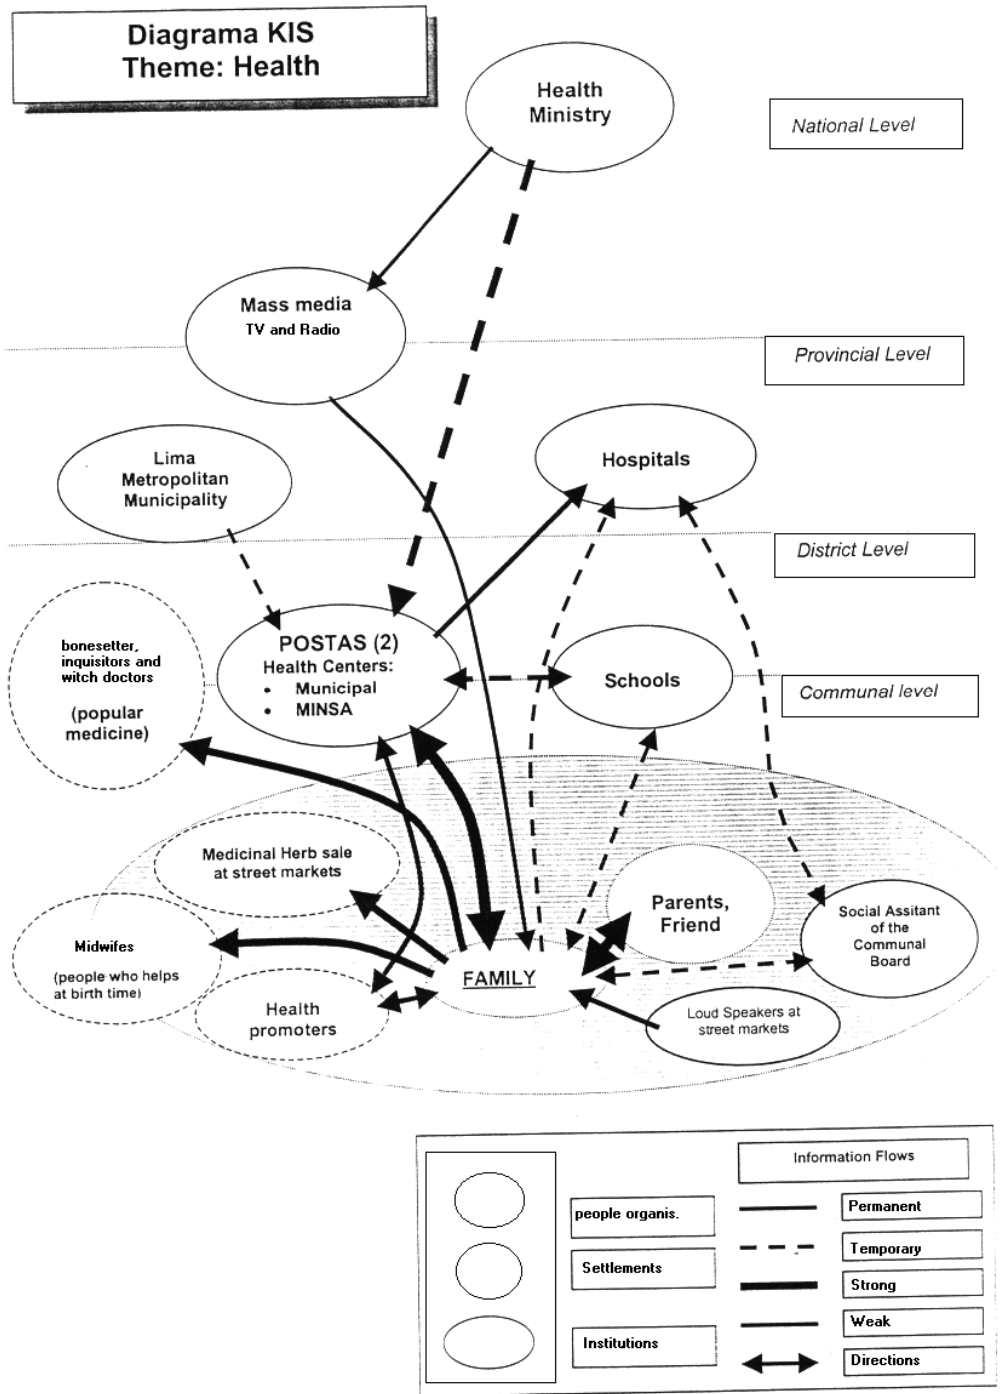 Diagrama KIS
Theme: Health
Health
Ministry
National Level
Mass media
TV and Radio
Provincial Level
Lima
Metropolitan
Municipality
Hospitals
District Level
bonesetter,
inquisitors and
witch doctors
(popular
medicine)
POSTAS (2)
Health Centers:
• Municipal
• MINSA
Schools
Communal level
Medicinal Herb sale
at street markets
Parents,
Friend
Social Assitant
of the
Communal
Board
Midwifes
(people who helps
at birth time)
FAMILY
Health
promoters
Loud Speakers at
street markets
Information Flows
people organis.
Permanent
Temporary
Settlements
Strong
Weak
Institutions
Directions